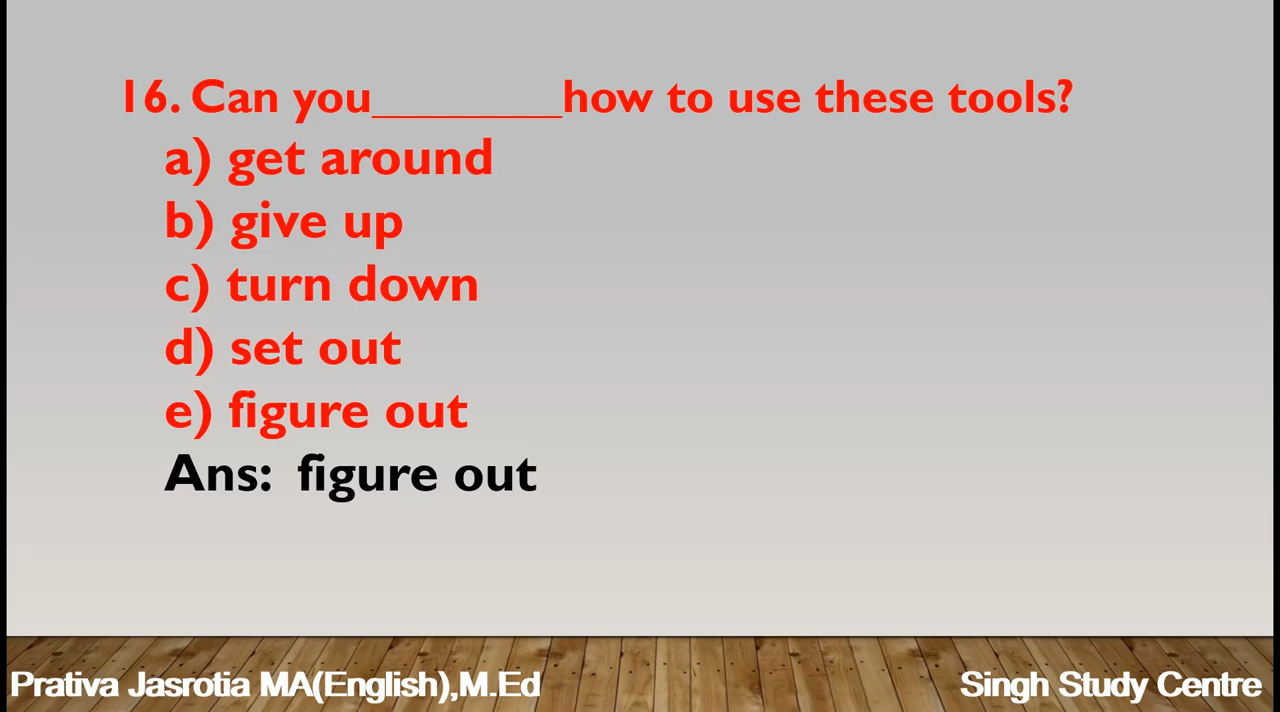 16. Can you________how to use these tools?
a) get around
b) give up
c) turn down
d) set out
e) figure out
Ans: figure out
Prativa Jasrotia MA(English),M.Ed
Singh Study Centre